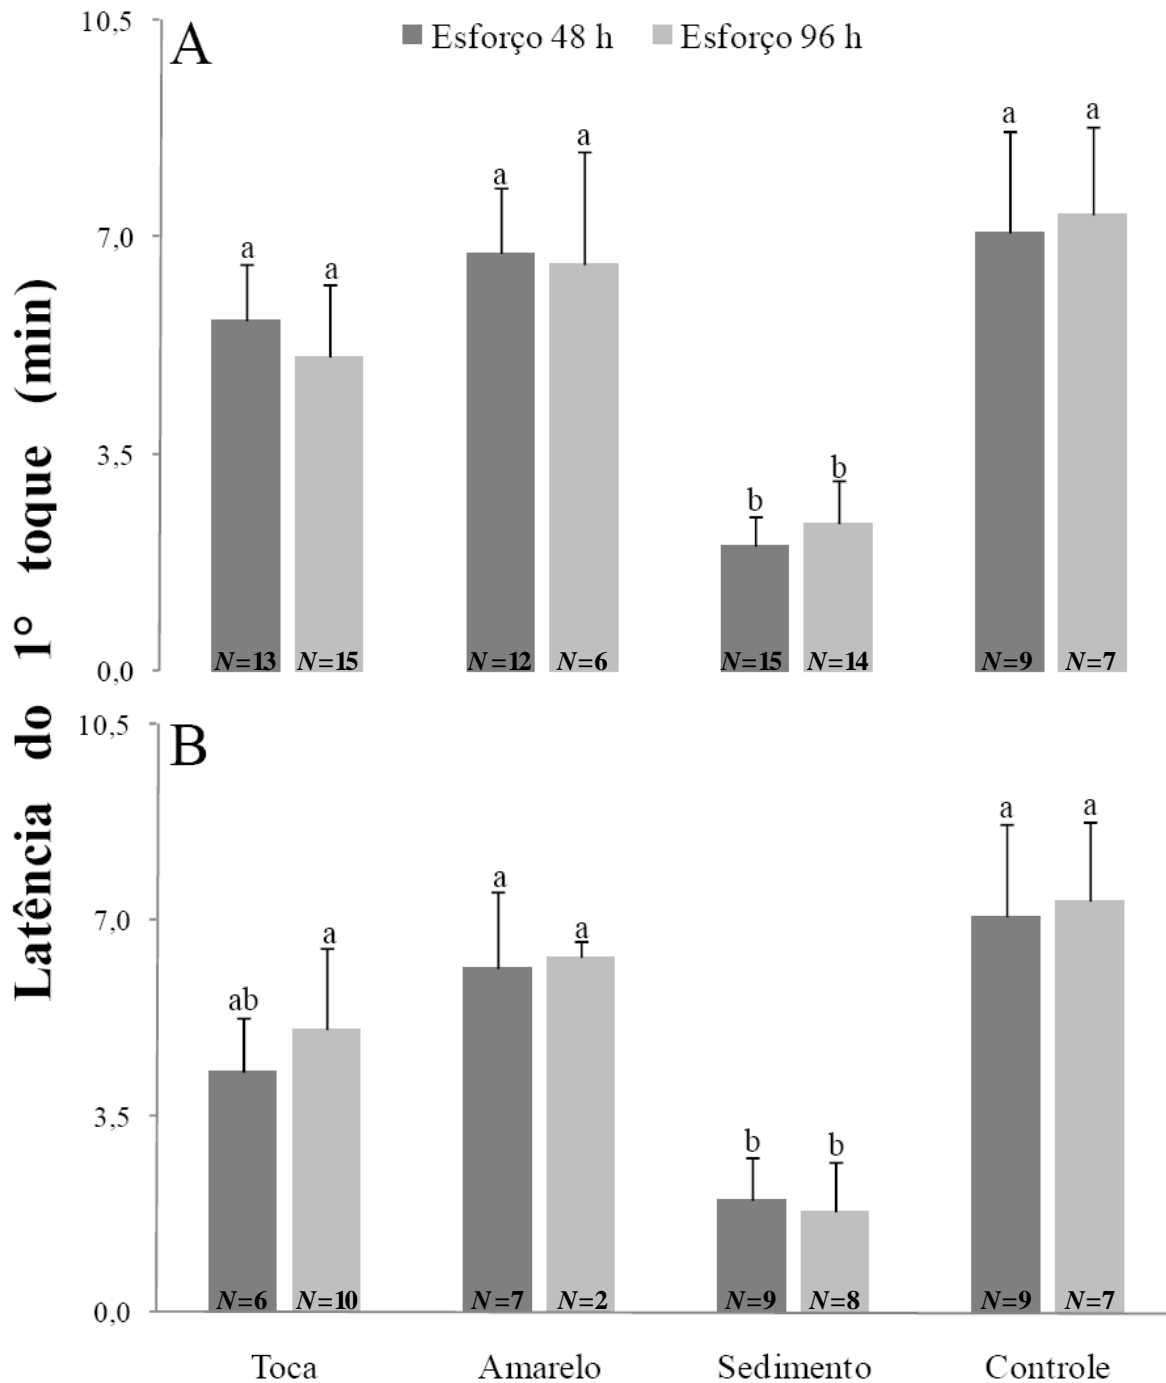 Latência do 1° toque (min)
A
Esforço 48 h Esforço 96 h
10,5
7,0
3,5
0,0
a a a a b b a a
N=13 N=15 N=12 N=6 N=15 N=14 N=9 N=7
B
10,5
7,0
3,5
0,0
ab a a a b b a a
N=6 N=10 N=7 N=2 N=9 N=8 N=9 N=7
Toca Amarelo Sedimento Controle